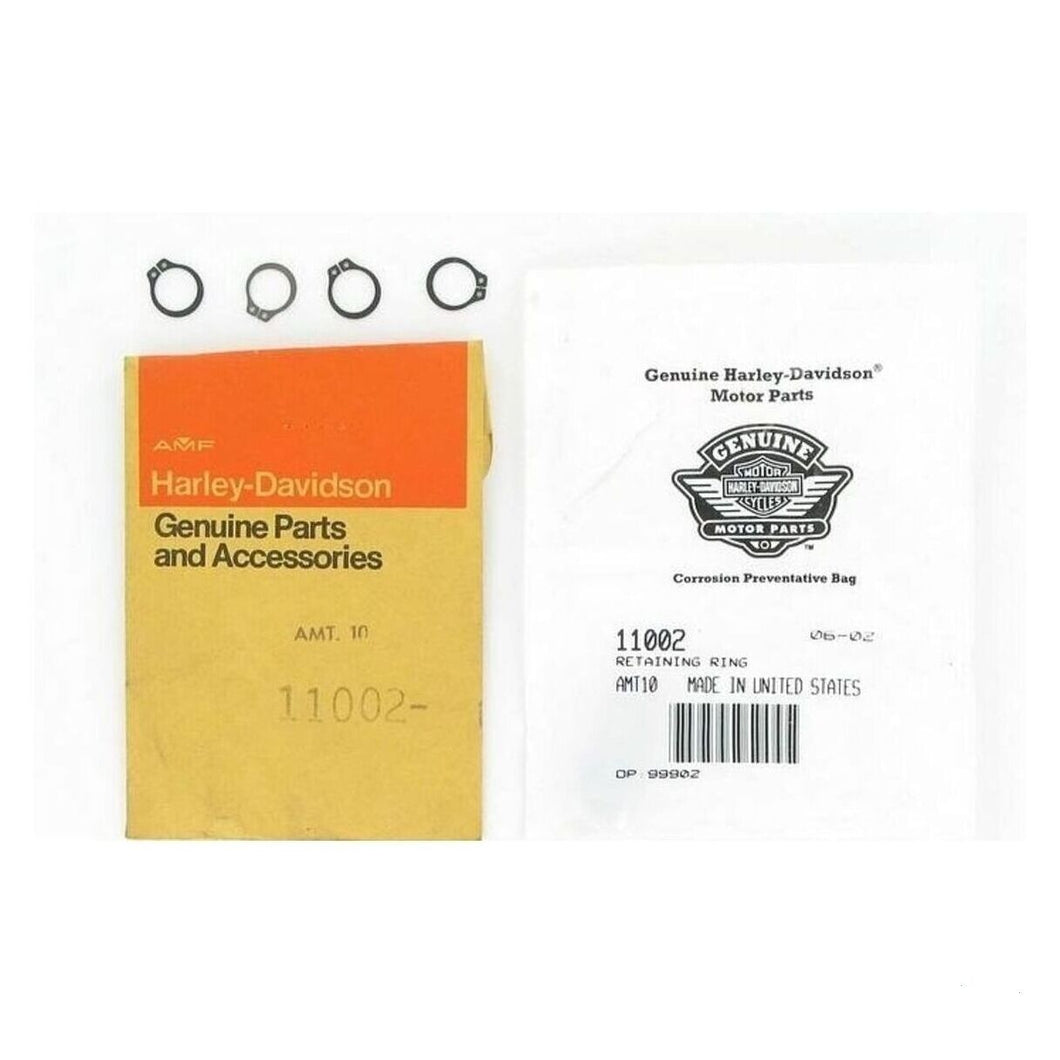 AMF
Harley-Davidson
Genuine Parts
and Accessories
AMT. 10
11002-
Genuine Harley-Davidson®
Motor Parts
GENUINE
MOTOR
HARLEY-DAVIDSON
CYCLES
MOTOR PARTS
™
Corrosion Preventative Bag
11002 06-02
RETAINING RING
AMT10 MADE IN UNITED STATES
OP 99902